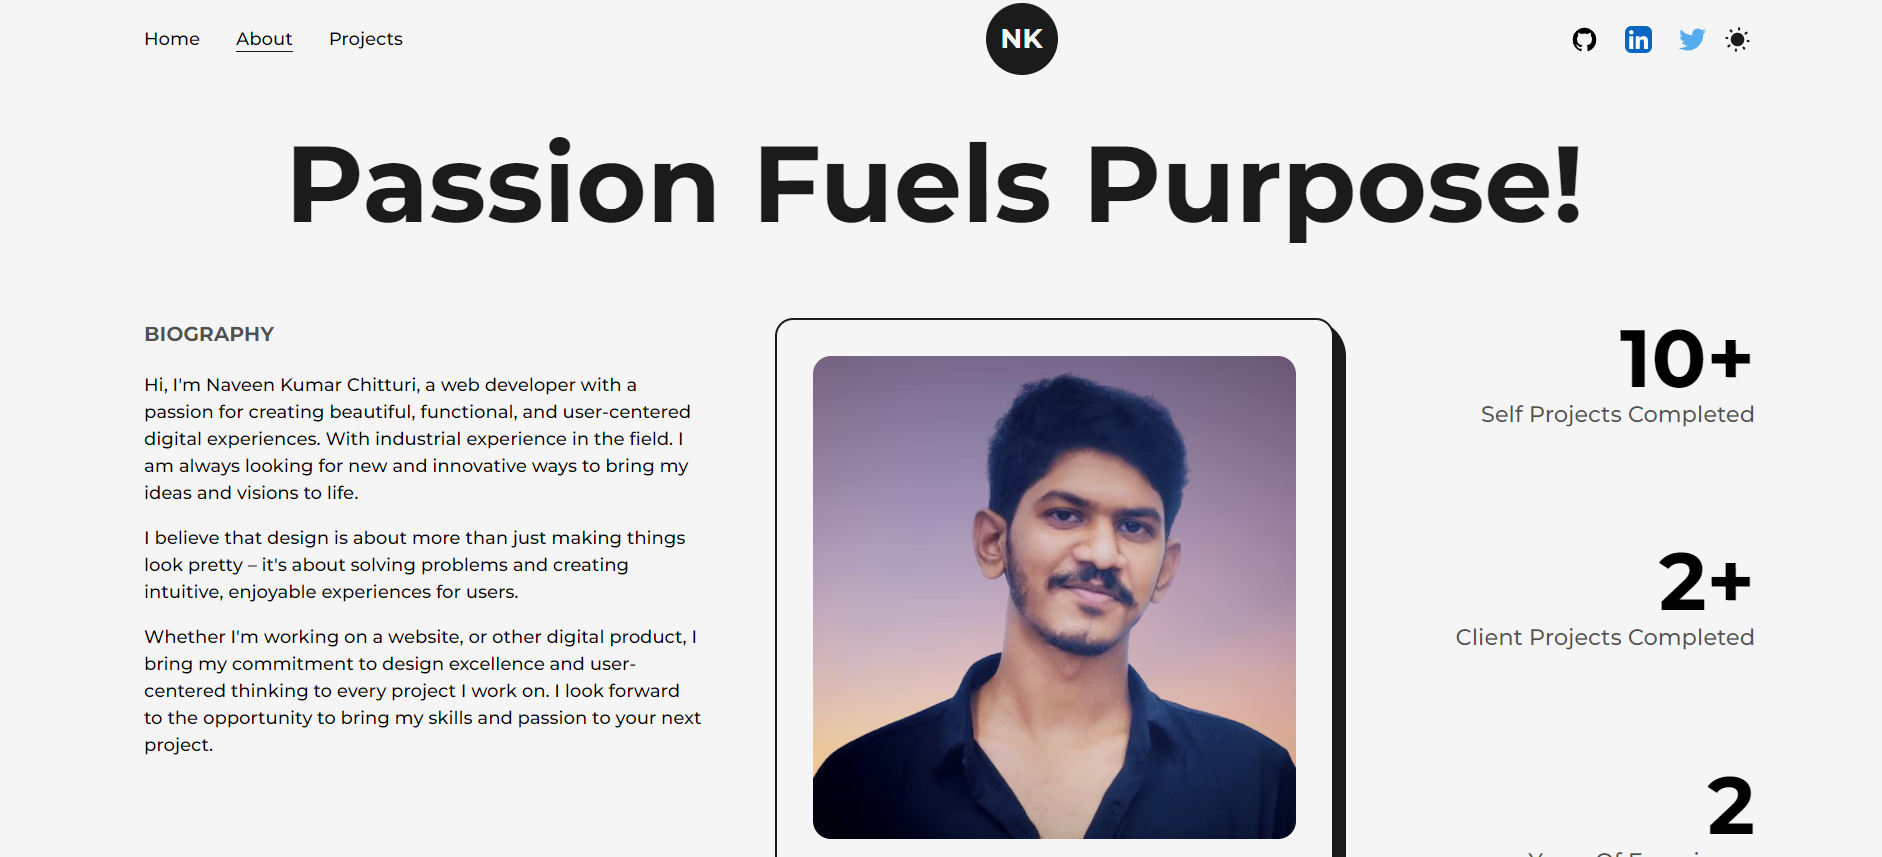 Home About Projects
NK
Passion Fuels Purpose!
BIOGRAPHY
Hi, I'm Naveen Kumar Chitturi, a web developer with a
passion for creating beautiful, functional, and user-centered
digital experiences. With industrial experience in the field. I
am always looking for new and innovative ways to bring my
ideas and visions to life.
I believe that design is about more than just making things
look pretty – it's about solving problems and creating
intuitive, enjoyable experiences for users.
Whether I'm working on a website, or other digital product, I
bring my commitment to design excellence and user-
centered thinking to every project I work on. I look forward
to the opportunity to bring my skills and passion to your next
project.
10+
Self Projects Completed
2+
Client Projects Completed
2